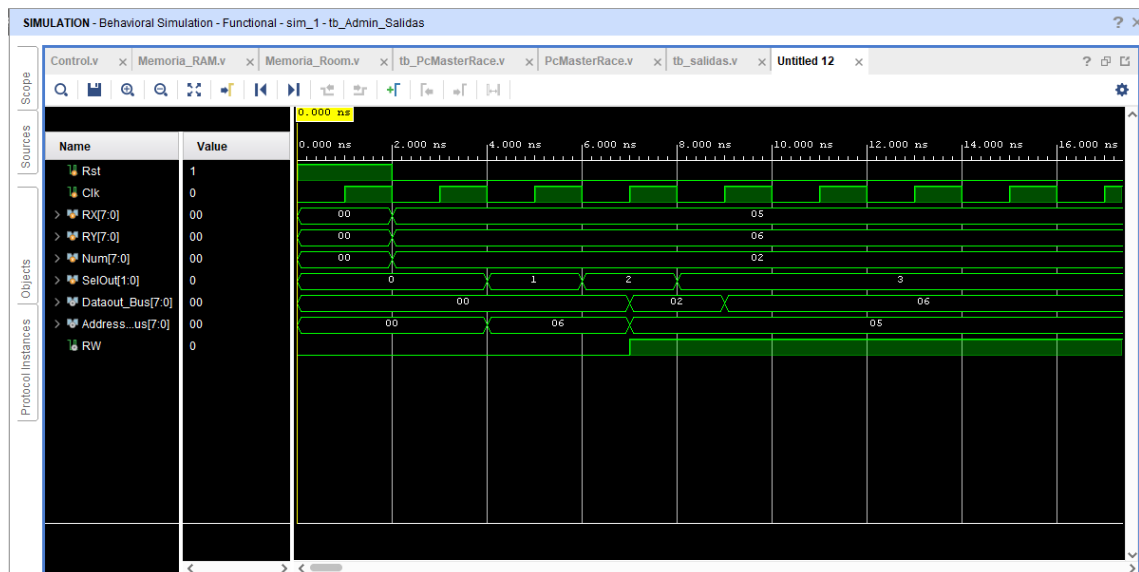 SIMULATION - Behavioral Simulation - Functional - sim_1 - tb_Admin_Salidas
Control.v Memoria_RAM.v Memoria_Room.v tb_PcMasterRace.v PcMasterRace.v tb_salidas.v Untitled 12
Scope
Sources
Objects
Protocol Instances
0.000 ns
Name Value
0.000 ns 2.000 ns 4.000 ns 6.000 ns 8.000 ns 10.000 ns 12.000 ns 14.000 ns 16.000 ns
Rst 1
Clk 0
RX[7:0] 00 00 05
RY[7:0] 00 00 06
Num[7:0] 00 00 02
SelOut[1:0] 0 0 1 2 3
Dataout_Bus[7:0] 00 00 02 06
Address...us[7:0] 00 00 06 05
RW 0